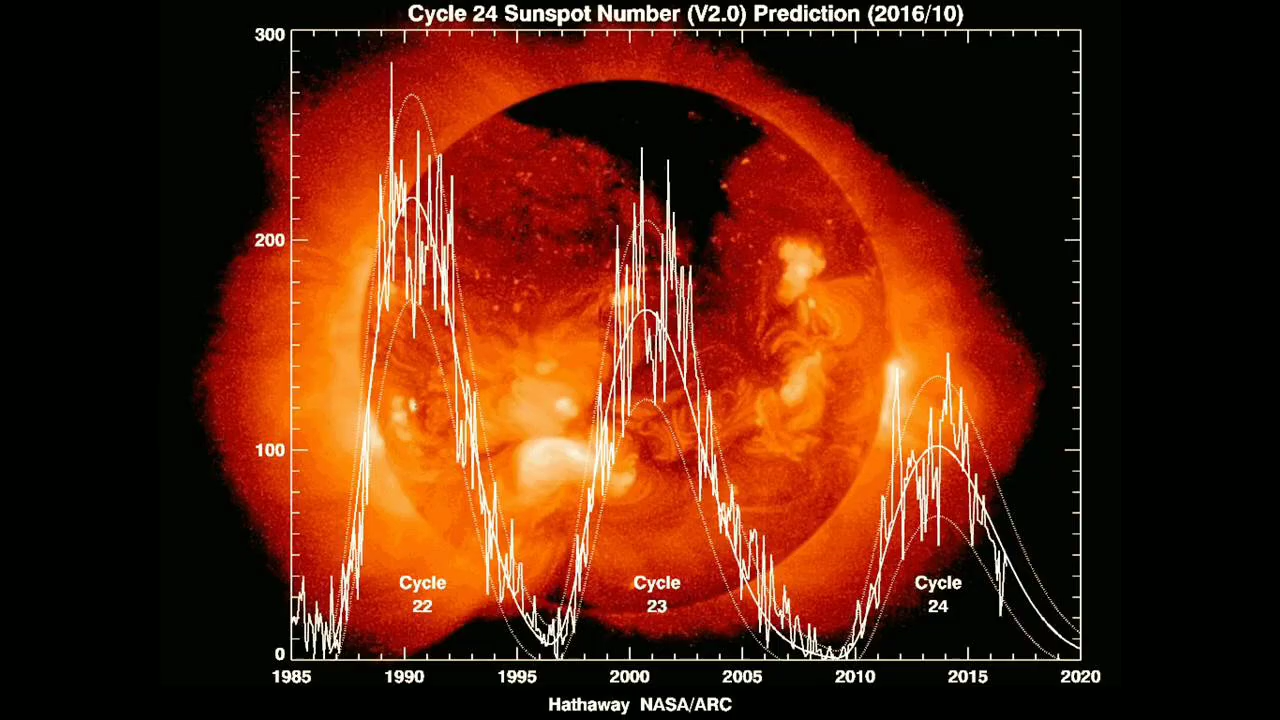 Cycle 24 Sunspot Number (V2.0) Prediction (2016/10)
300
200
100
0
Cycle
22
Cycle
23
Cycle
24
1985 1990 1995 2000 2005 2010 2015 2020
Hathaway NASA/ARC